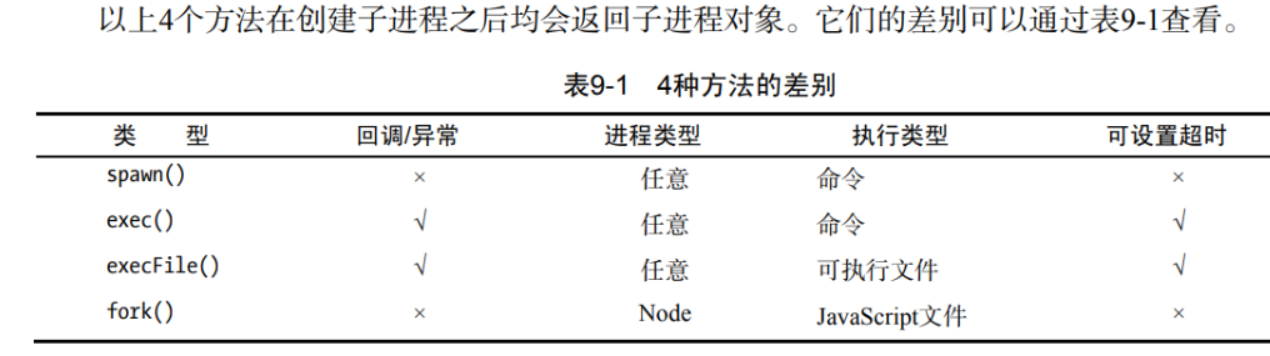 以上4个方法在创建子进程之后均会返回子进程对象。它们的差别可以通过表9-1查看。
表9-1 4种方法的差别
类 型 回调/异常 进程类型 执行类型 可设置超时
spawn() × 任意 命令 ×
exec() √ 任意 命令 √
execFile() √ 任意 可执行文件 √
fork() × Node JavaScript文件 ×